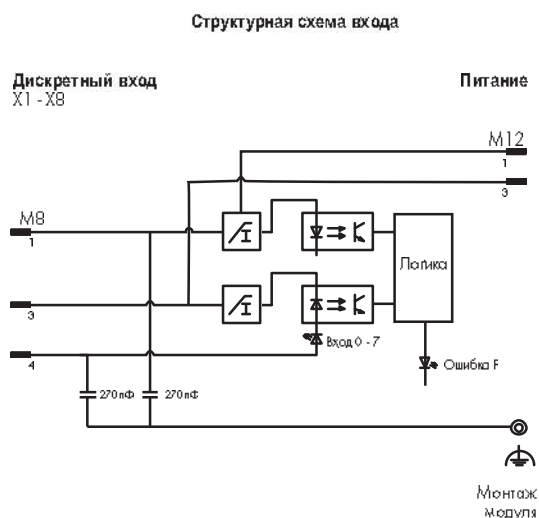 Структурная схема входа
Дискретный вход
X1 - X8
Питание
M12
1
3
M8
1
3
4
I
I
Логика
Вход 0 - 7
Ошибка F
270пФ
270пФ
Монтаж
модуля